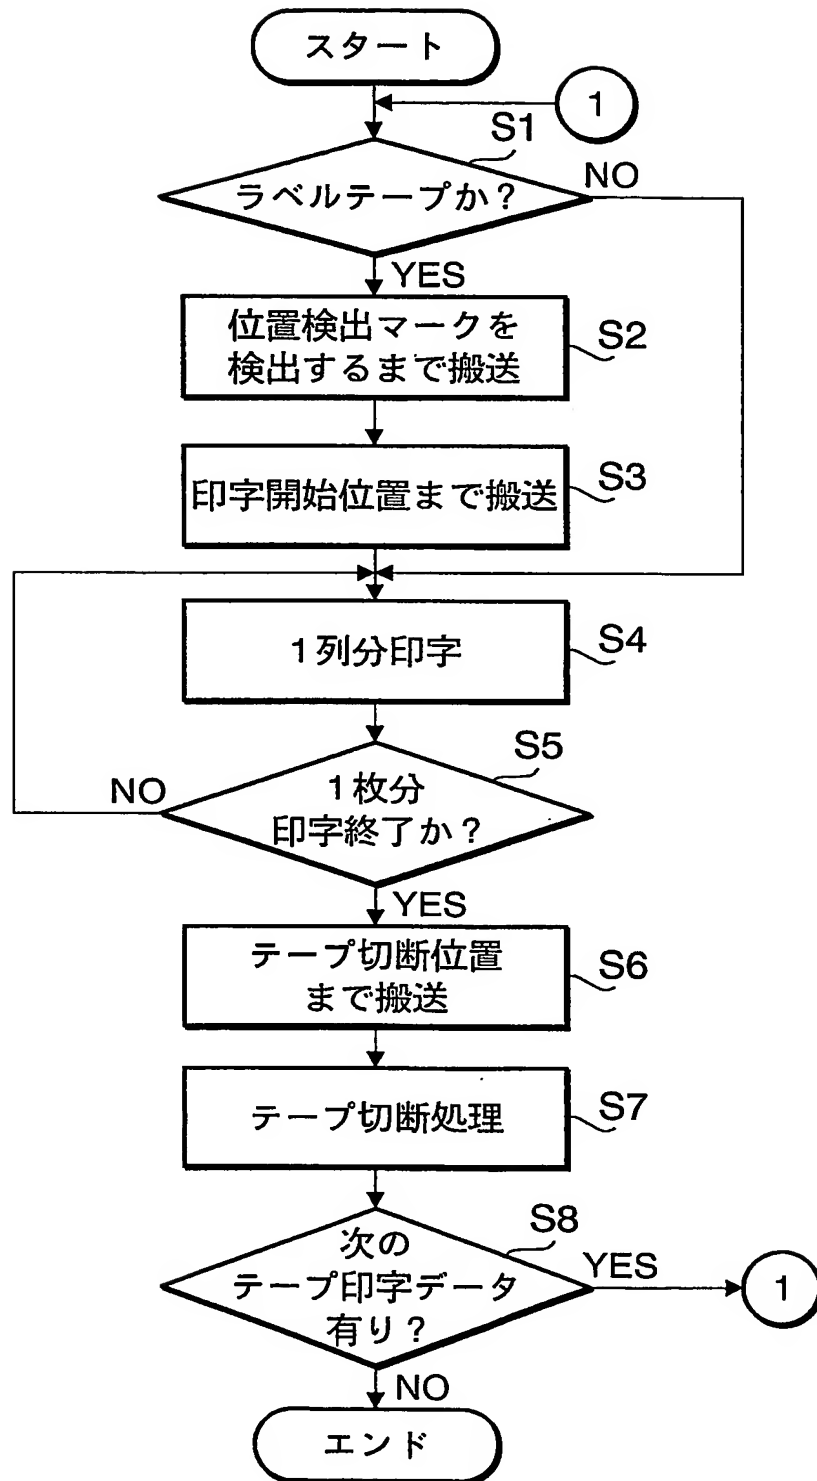 スタート
1
S1
ラベルテープか？
NO
YES
位置検出マークを
検出するまで搬送
S2
印字開始位置まで搬送
S3
1列分印字
S4
S5
1枚分
印字終了か？
NO
YES
テープ切断位置
まで搬送
S6
テープ切断処理
S7
S8
次の
テープ印字データ
有り？
YES
1
NO
エンド